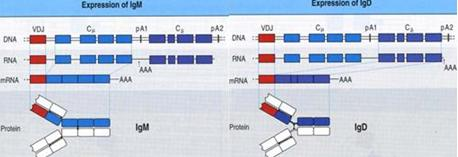 Expression of IgM
VDJ Cμ pA1 Cδ pA2
DNA
RNA
AAA
mRNA AAA
Protein IgM
Expression of IgD
VDJ Cμ pA1 Cδ pA2
DNA
RNA
AAA
mRNA AAA
Protein IgD